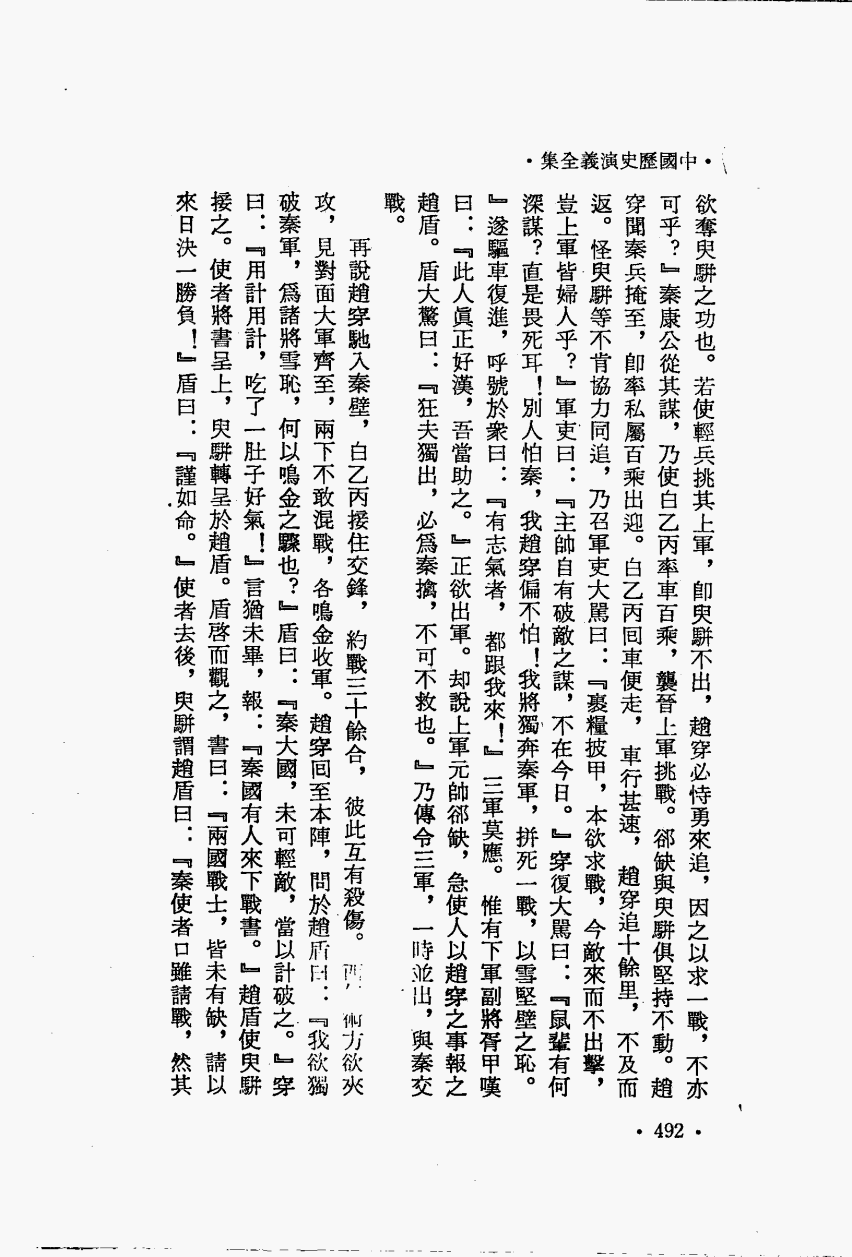 ・中國歷史演義全集・
欲奪臾駢之功也。若使輕兵挑其上軍，卽臾駢不出，趙穿必恃勇來追，因之以求一戰，不亦
可乎？』秦康公從其謀，乃使白乙丙率車百乘，襲晉上軍挑戰。郤缺與臾駢俱堅持不動。趙
穿聞秦兵掩至，卽率私屬百乘出迎。白乙丙回車便走，車行甚速，趙穿追十餘里，不及而
返。怪臾駢等不肯協力同追，乃召軍吏大駡曰：『裹糧披甲，本欲求戰，今敵來而不出擊，
豈上軍皆婦人乎？』軍吏曰：『主帥自有破敵之謀，不在今日。』穿復大駡曰：『鼠輩有何
深謀？直是畏死耳！別人怕秦，我趙穿偏不怕！我將獨奔秦軍，拼死一戰，以雪堅壁之恥。
』遂驅車復進，呼號於衆曰：『有志氣者，都跟我來！』三軍莫應。惟有下軍副將胥甲嘆
曰：『此人眞正好漢，吾當助之。』正欲出軍。却說上軍元帥郤缺，急使人以趙穿之事報之
趙盾。盾大驚曰：『狂夫獨出，必爲秦擒，不可不救也。』乃傳令三軍，一時並出，與秦交
戰。
再說趙穿馳入秦壁，白乙丙接住交鋒，約戰三十餘合，彼此互有殺傷。西 術方欲夾
攻，見對面大軍齊至，兩下不敢混戰，各鳴金收軍。趙穿回至本陣，問於趙盾曰：『我欲獨
破秦軍，爲諸將雪恥，何以鳴金之驟也？』盾曰：『秦大國，未可輕敵，當以計破之。』穿
曰：『用計用計，吃了一肚子好氣！』言猶未畢，報：『秦國有人來下戰書。』趙盾使臾駢
接之。使者將書呈上，臾駢轉呈於趙盾。盾啓而觀之，書曰：『兩國戰士，皆未有缺，請以
來日決一勝負！』盾曰：『謹如命。』使者去後，臾駢謂趙盾曰：『秦使者口雖請戰，然其
・492・